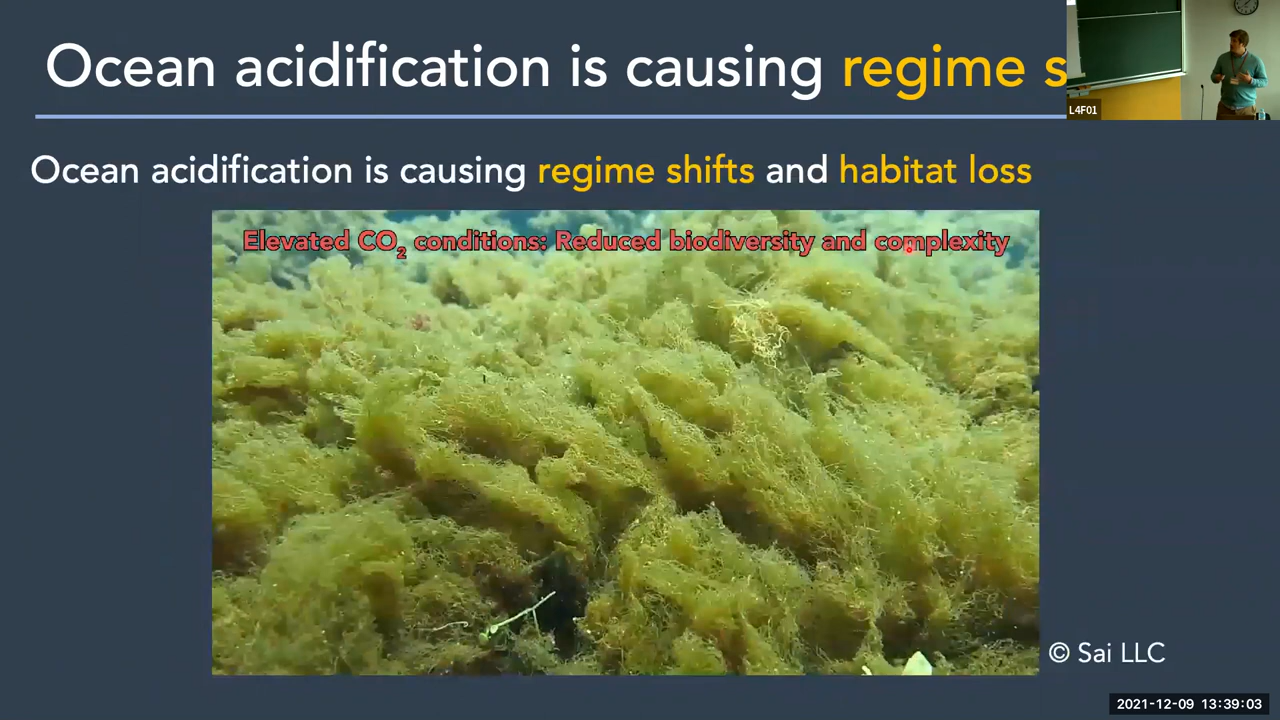 Ocean acidification is causing regime s
L4F01
Ocean acidification is causing regime shifts and habitat loss
Elevated CO₂ conditions: Reduced biodiversity and complexity
© Sai LLC
2021-12-09 13:39:03